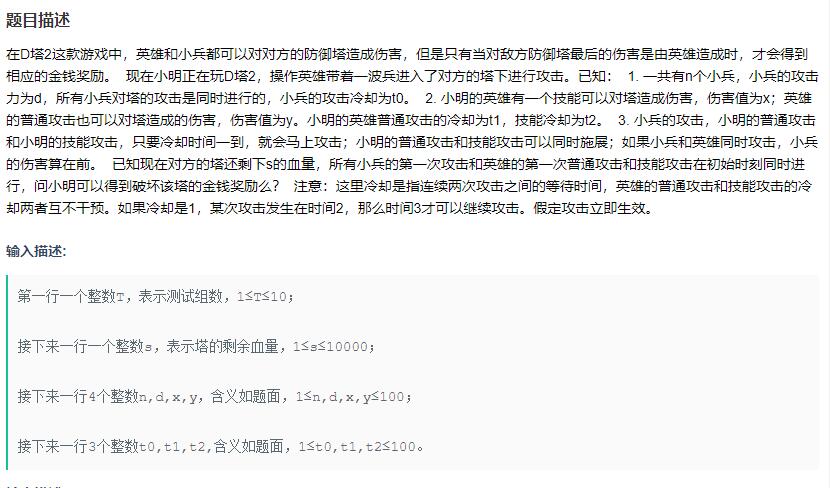 题目描述
在D塔2这款游戏中，英雄和小兵都可以对对方的防御塔造成伤害，但是只有当对敌方防御塔最后的伤害是由英雄造成时，才会得到
相应的金钱奖励。 现在小明正在玩D塔2，操作英雄带着一波兵进入了对方的塔下进行攻击。已知： 1. 一共有n个小兵，小兵的攻击
力为d，所有小兵对塔的攻击是同时进行的，小兵的攻击冷却为t0。 2. 小明的英雄有一个技能可以对塔造成伤害，伤害值为x；英雄
的普通攻击也可以对塔造成的伤害，伤害值为y。小明的英雄普通攻击的冷却为t1，技能冷却为t2。 3. 小兵的攻击，小明的普通攻击
和小明的技能攻击，只要冷却时间一到，就会马上攻击；小明的普通攻击和技能攻击可以同时施展；如果小兵和英雄同时攻击，小兵
的伤害算在前。 已知现在对方的塔还剩下s的血量，所有小兵的第一次攻击和英雄的第一次普通攻击和技能攻击在初始时刻同时进
行，问小明可以得到破坏该塔的金钱奖励么？ 注意：这里冷却是指连续两次攻击之间的等待时间，英雄的普通攻击和技能攻击的冷
却两者互不干预。如果冷却是1，某次攻击发生在时间2，那么时间3才可以继续攻击。假定攻击立即生效。
输入描述:
第一行一个整数T，表示测试组数，1≤T≤10；
接下来一行一个整数s，表示塔的剩余血量，1≤s≤10000；
接下来一行4个整数n,d,x,y，含义如题面，1≤n,d,x,y≤100；
接下来一行3个整数t0,t1,t2,含义如题面，1≤t0,t1,t2≤100。